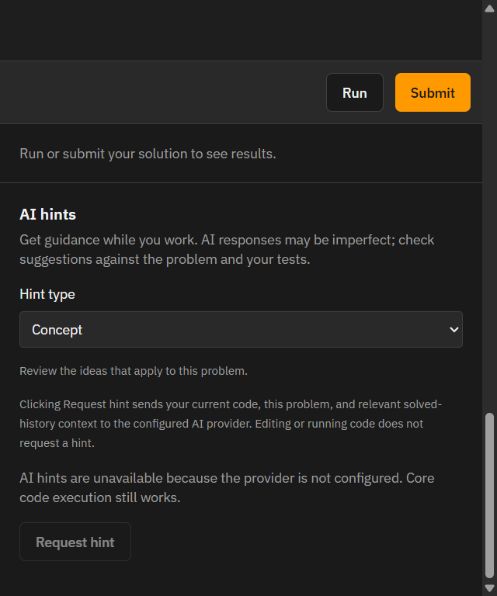 Run
Submit
Run or submit your solution to see results.
AI hints
Get guidance while you work. AI responses may be imperfect; check
suggestions against the problem and your tests.
Hint type
Concept
Review the ideas that apply to this problem.
Clicking Request hint sends your current code, this problem, and relevant solved-
history context to the configured AI provider. Editing or running code does not
request a hint.
AI hints are unavailable because the provider is not configured. Core
code execution still works.
Request hint